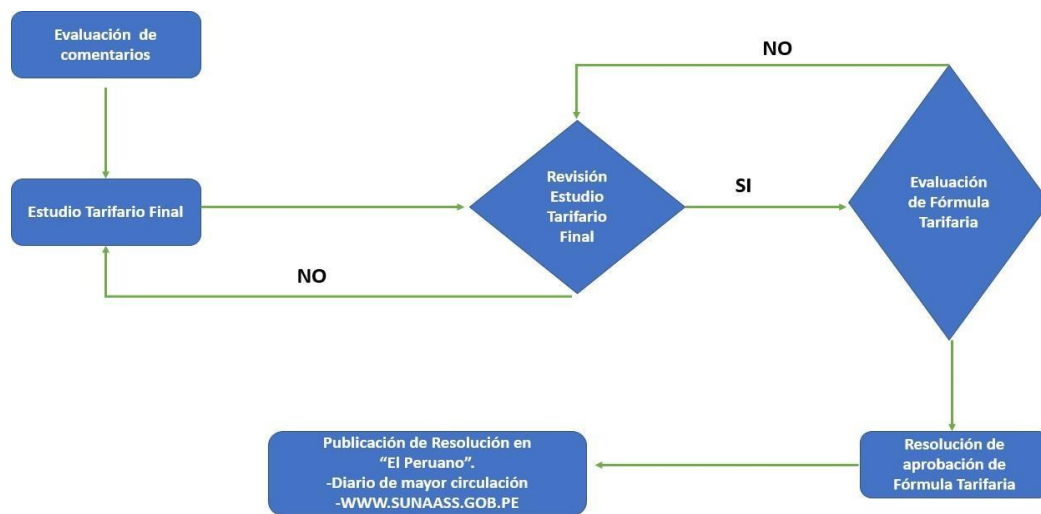 Evaluación de
comentarios
NO
Estudio Tarifario Final
Revisión
Estudio
Tarifario
Final
SI
Evaluación
de Fórmula
Tarifaria
NO
Publicación de Resolución en
“El Peruano”.
-Diario de mayor circulación
-WWW.SUNAASS.GOB.PE
Resolución de
aprobación de
Fórmula Tarifaria